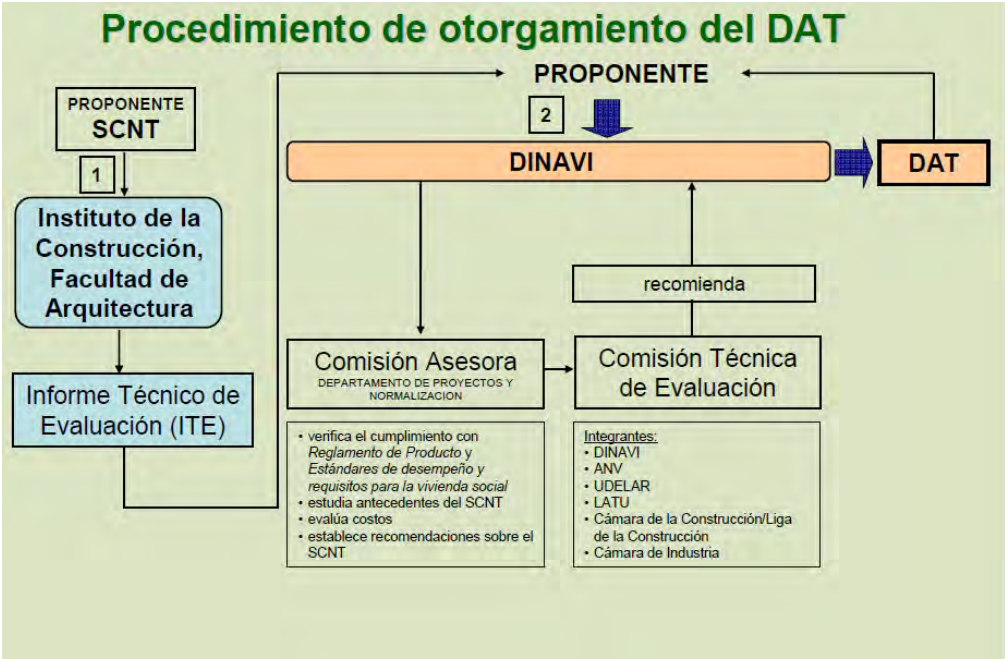 Procedimiento de otorgamiento del DAT
PROPONENTE
SCNT
1
Instituto de la
Construcción,
Facultad de
Arquitectura
Informe Técnico de
Evaluación (ITE)
PROPONENTE
2
DINAVI
DAT
recomienda
Comisión Asesora
DEPARTAMENTO DE PROYECTOS Y
NORMALIZACION
• verifica el cumplimiento con
Reglamento de Producto y
Estándares de desempeño y
requisitos para la vivienda social
• estudia antecedentes del SCNT
• evalúa costos
• establece recomendaciones sobre el
SCNT
Comisión Técnica
de Evaluación
Integrantes:
• DINAVI
• ANV
• UDELAR
• LATU
• Cámara de la Construcción/Liga
de la Construcción
• Cámara de Industria